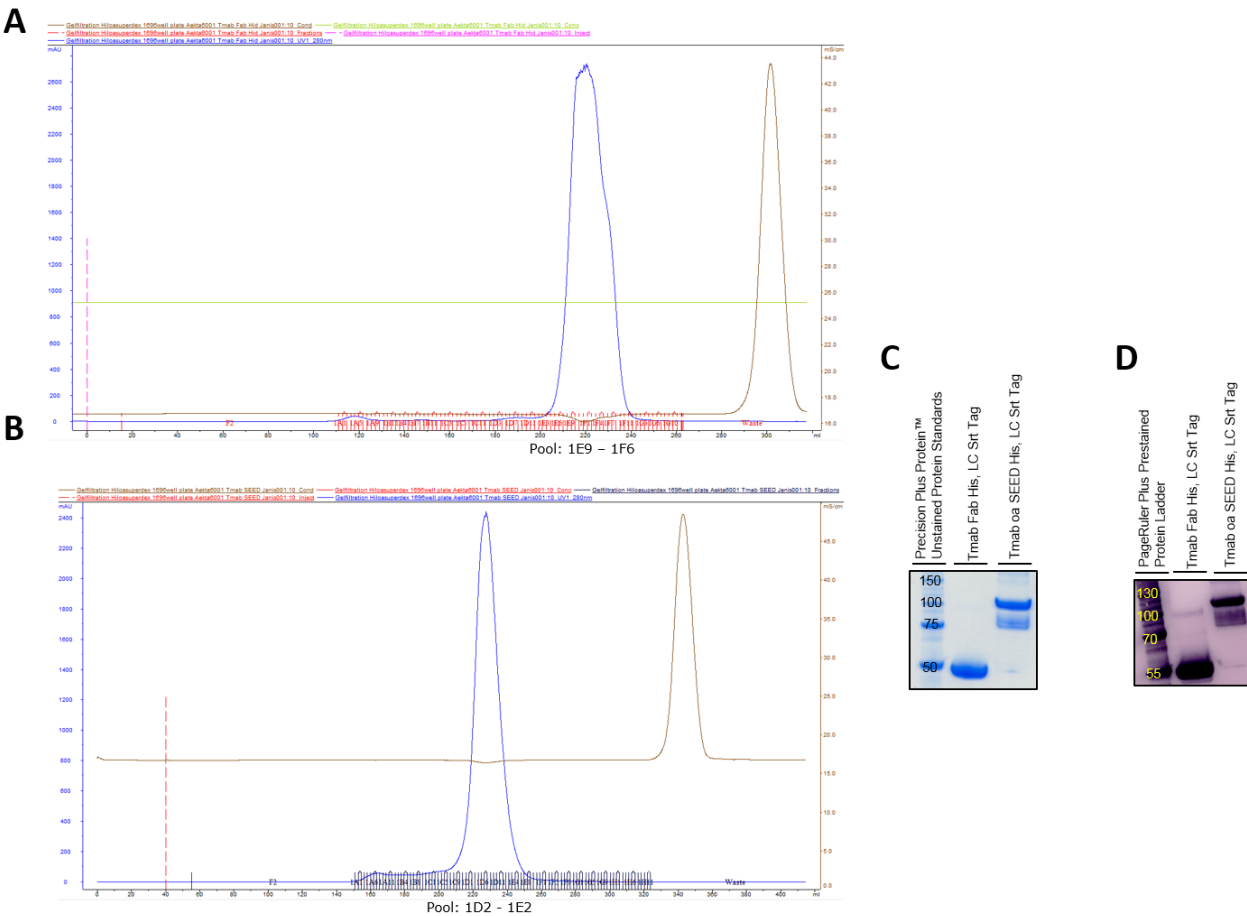 A
Gelfiltration Hiloasuperdex 1696well plate Aekta6001 Tmab Fab Hid Janis001:10_Cond
Gelfiltration Hiloasuperdex 1696well plate Aekta6001 Tmab Fab Hid Janis001:10_Conc
Gelfiltration Hiloasuperdex 1696well plate Aekta6001 Tmab Fab Hid Janis001:10_Fractions
Gelfiltration Hiloasuperdex 1696well plate Aekta6001 Tmab Fab Hid Janis001:10_Inject
Gelfiltration Hiloasuperdex 1696well plate Aekta6001 Tmab Fab Hid Janis001:10_UV1_280nm
mAU
mS/cm
2600
2400
2200
2000
1800
1600
1400
1200
1000
800
600
400
200
0
44.0
42.0
40.0
38.0
36.0
34.0
32.0
30.0
28.0
26.0
24.0
22.0
20.0
18.0
16.0
F2
Waste
0 20 40 60 80 100 120 140 160 180 200 220 240 260 280 300 ml
Pool: 1E9 – 1F6
B
Gelfiltration Hiloasuperdex 1696well plate Aekta6001 Tmab SEED Janis001:10_Cond
Gelfiltration Hiloasuperdex 1696well plate Aekta6001 Tmab SEED Janis001:10_Conc
Gelfiltration Hiloasuperdex 1696well plate Aekta6001 Tmab SEED Janis001:10_Fractions
Gelfiltration Hiloasuperdex 1696well plate Aekta6001 Tmab SEED Janis001:10_Inject
Gelfiltration Hiloasuperdex 1696well plate Aekta6001 Tmab SEED Janis001:10_UV1_280nm
mAU
mS/cm
2400
2200
2000
1800
1600
1400
1200
1000
800
600
400
200
0
45.0
40.0
35.0
30.0
25.0
20.0
15.0
10.0
5.0
0.0
F2
Waste
0 20 40 60 80 100 120 140 160 180 200 220 240 260 280 300 320 340 360 380 400 ml
Pool: 1D2 - 1E2
C
Precision Plus Protein™
Unstained Protein Standards
Tmab Fab His, LC Srt Tag
Tmab oa SEED His, LC Srt Tag
150
100
75
50
D
PageRuler Plus Prestained
Protein Ladder
Tmab Fab His, LC Srt Tag
Tmab oa SEED His, LC Srt Tag
130
100
70
55